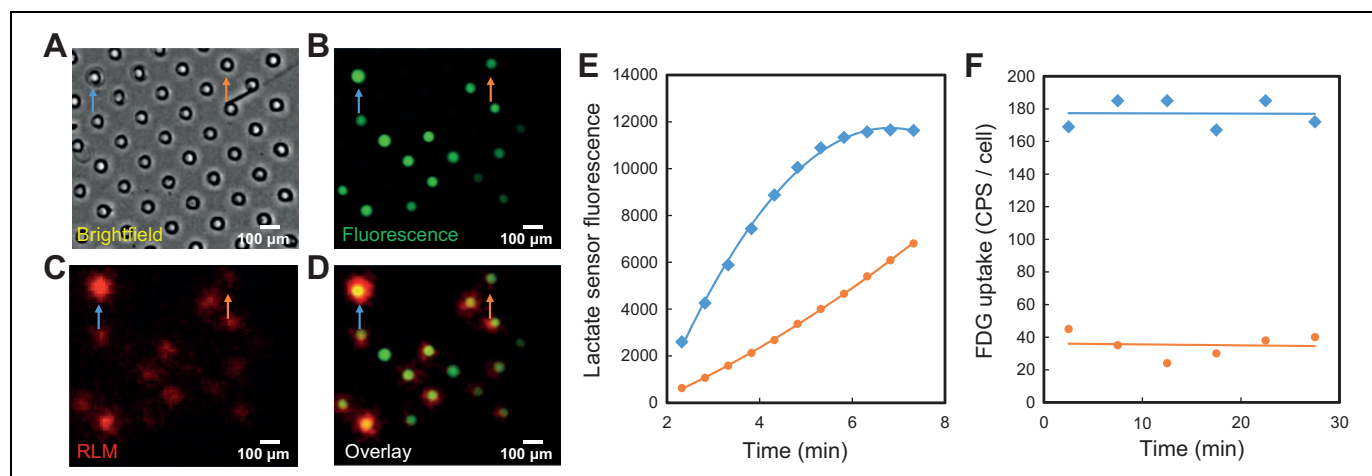 A
Brightfield
100 µm
B
Fluorescence
100 µm
C
RLM
100 µm
D
Overlay
100 µm
E
Lactate sensor fluorescence
14000
12000
10000
8000
6000
4000
2000
0
2 4 6 8
Time (min)
F
FDG uptake (CPS / cell)
200
180
160
140
120
100
80
60
40
20
0
0 10 20 30
Time (min)